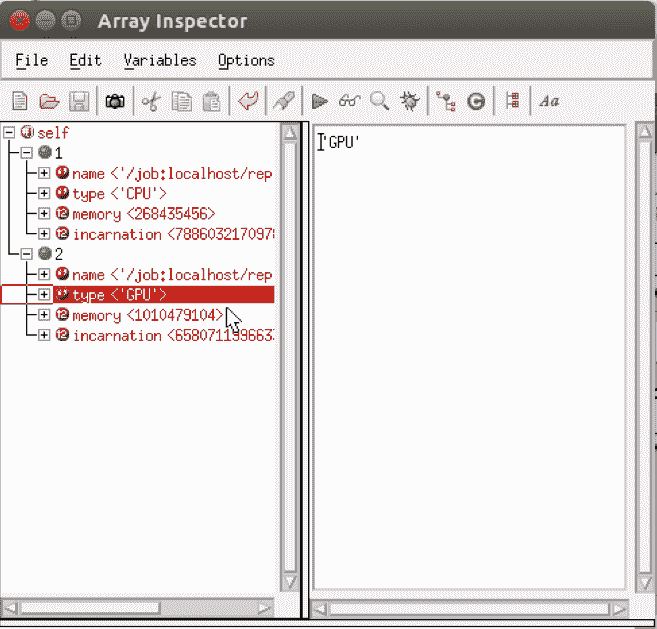 Array Inspector
File Edit Variables Options
Aa
self
1
name <'/job:localhost/rep
type <'CPU'>
memory <268435456>
incarnation <788603217097
2
name <'/job:localhost/rep
type <'GPU'>
memory <1010479104>
incarnation <658071199663
'GPU'